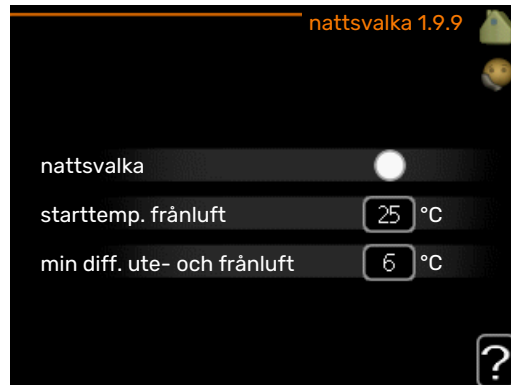 nattsvalka 1.9.9
nattsvalka
starttemp. frånluft 25 °C
min diff. ute- och frånluft 6 °C
?